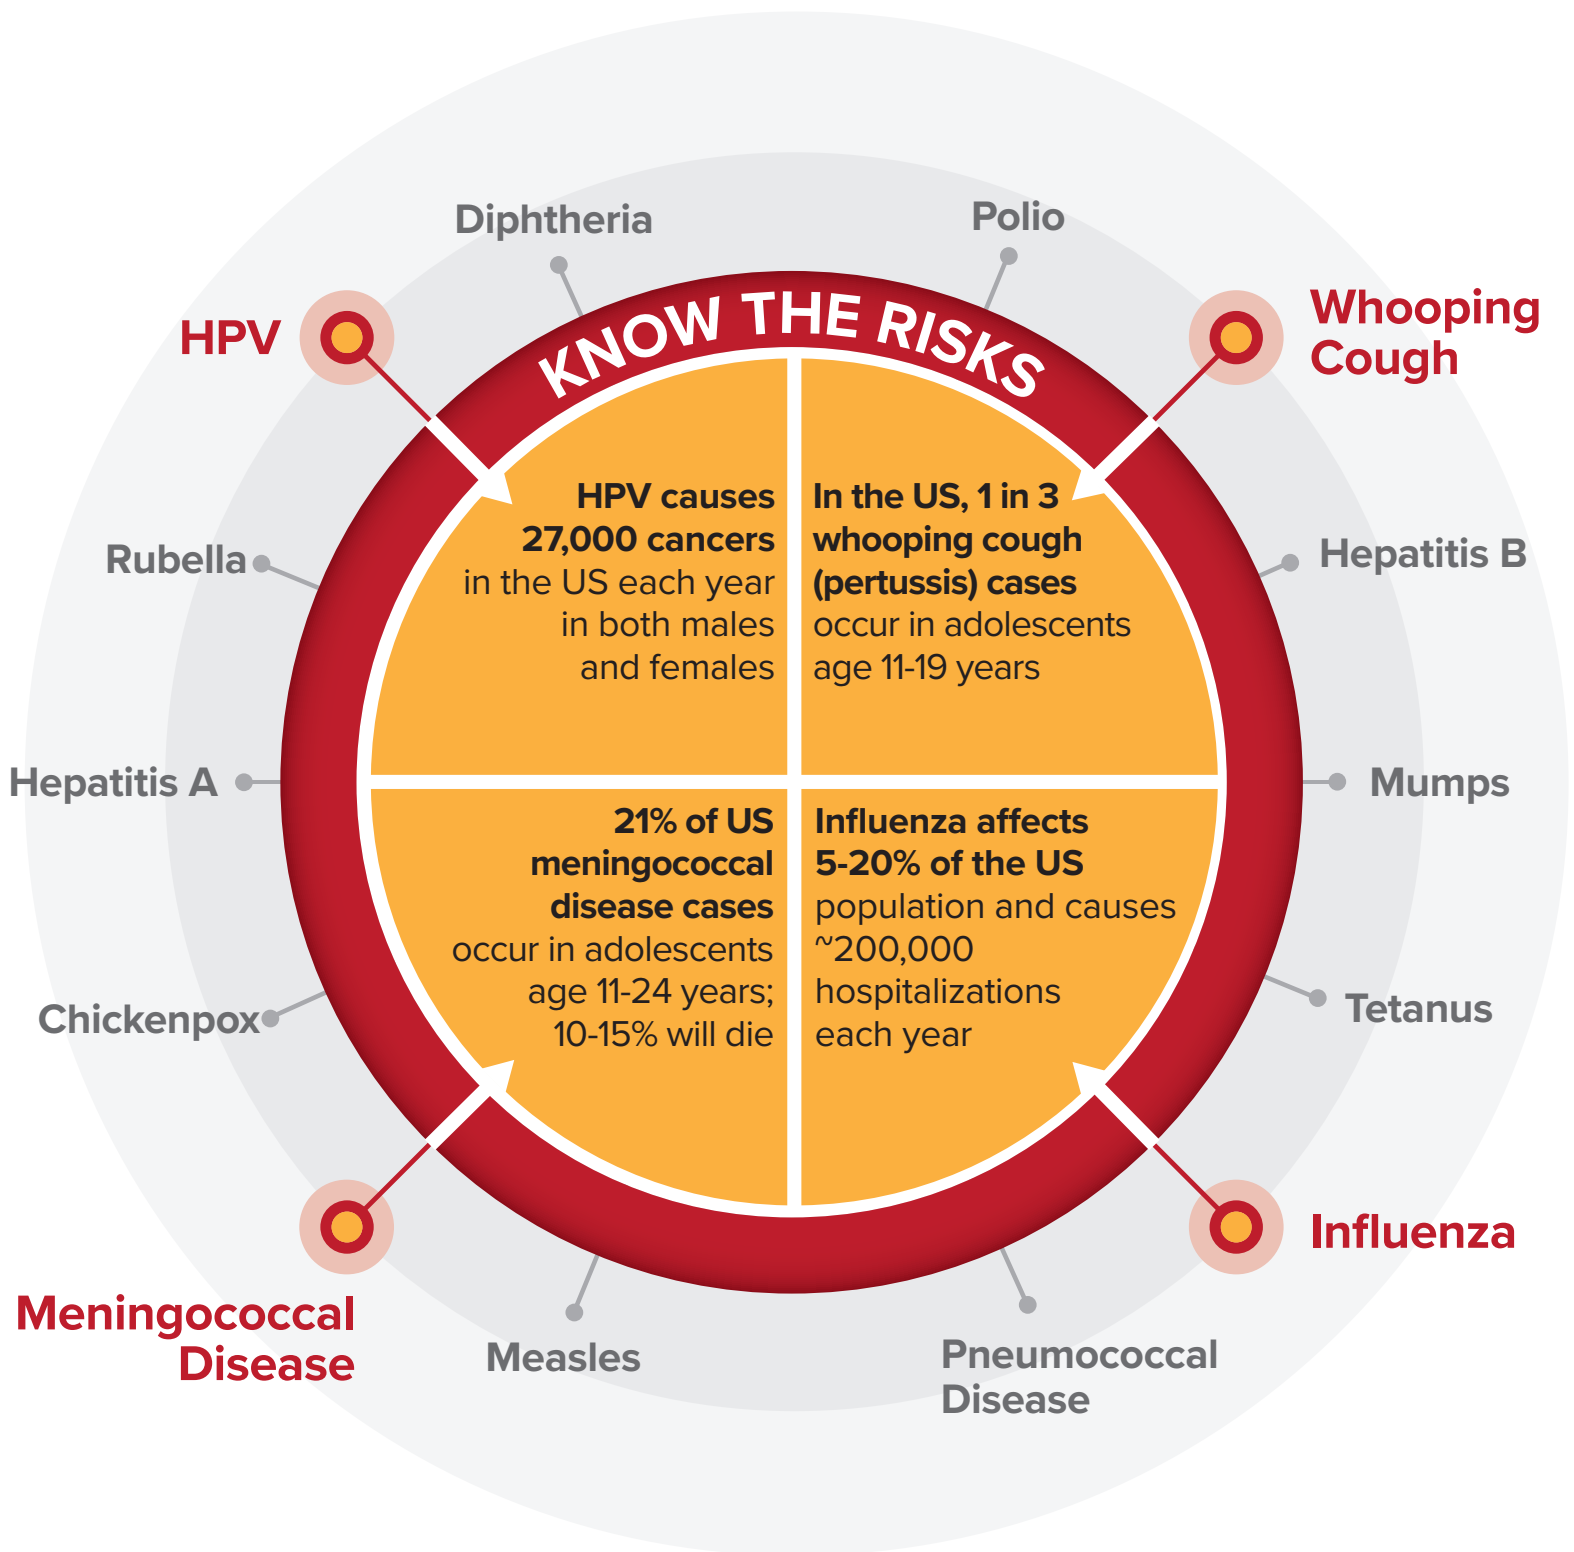 Diphtheria
Polio
HPV
Whooping
Cough
KNOW THE RISKS
HPV causes
27,000 cancers
in the US each year
in both males
and females
In the US, 1 in 3
whooping cough
(pertussis) cases
occur in adolescents
age 11-19 years
Rubella
Hepatitis B
Hepatitis A
Mumps
21% of US
meningococcal
disease cases
occur in adolescents
age 11-24 years;
10-15% will die
Influenza affects
5-20% of the US
population and causes
~200,000
hospitalizations
each year
Chickenpox
Tetanus
Meningococcal
Disease
Influenza
Measles
Pneumococcal
Disease